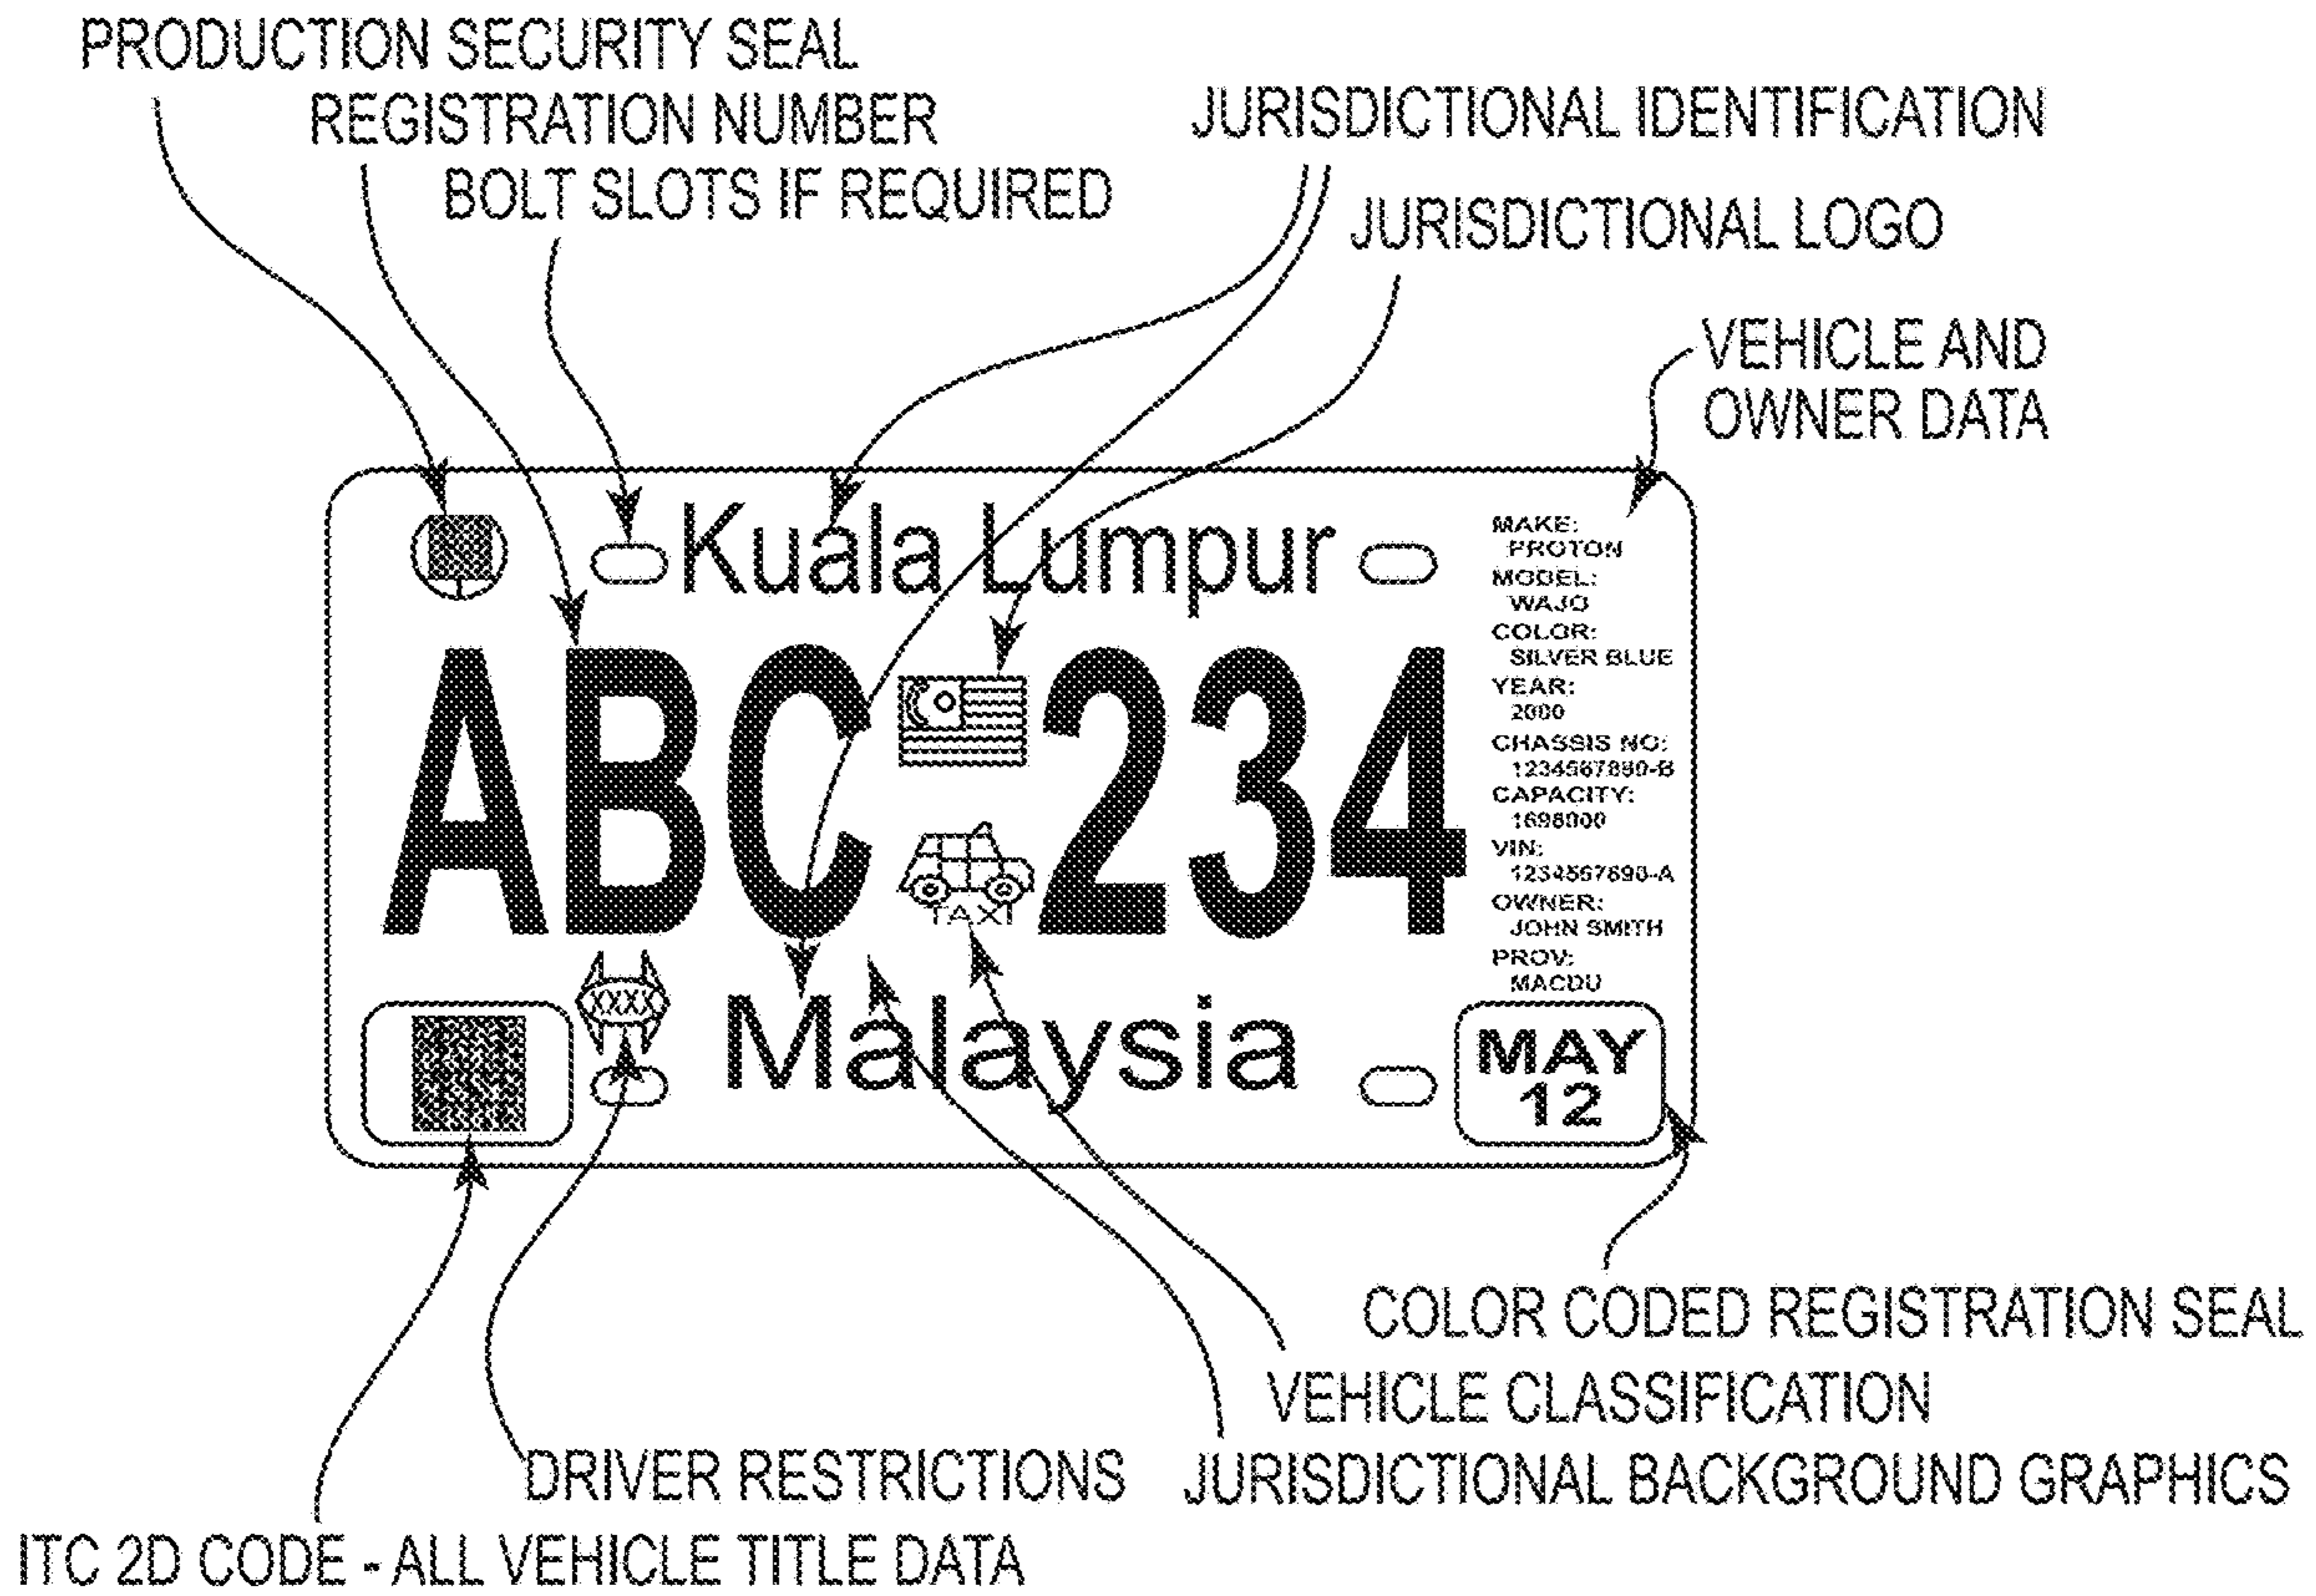 PRODUCTION SECURITY SEAL
REGISTRATION NUMBER
BOLT SLOTS IF REQUIRED
JURISDICTIONAL IDENTIFICATION
JURISDICTIONAL LOGO
VEHICLE AND
OWNER DATA
Kuala Lumpur
ABC 234
TAXI
XXXX
Malaysia
MAKE:
PROTON
MODEL:
WAJO
COLOR:
SILVER BLUE
YEAR:
2000
CHASSIS NO:
1234567890-B
CAPACITY:
1698000
VIN:
1234567890-A
OWNER:
JOHN SMITH
PROV:
MACDU
MAY
12
COLOR CODED REGISTRATION SEAL
VEHICLE CLASSIFICATION
DRIVER RESTRICTIONS
JURISDICTIONAL BACKGROUND GRAPHICS
ITC 2D CODE - ALL VEHICLE TITLE DATA